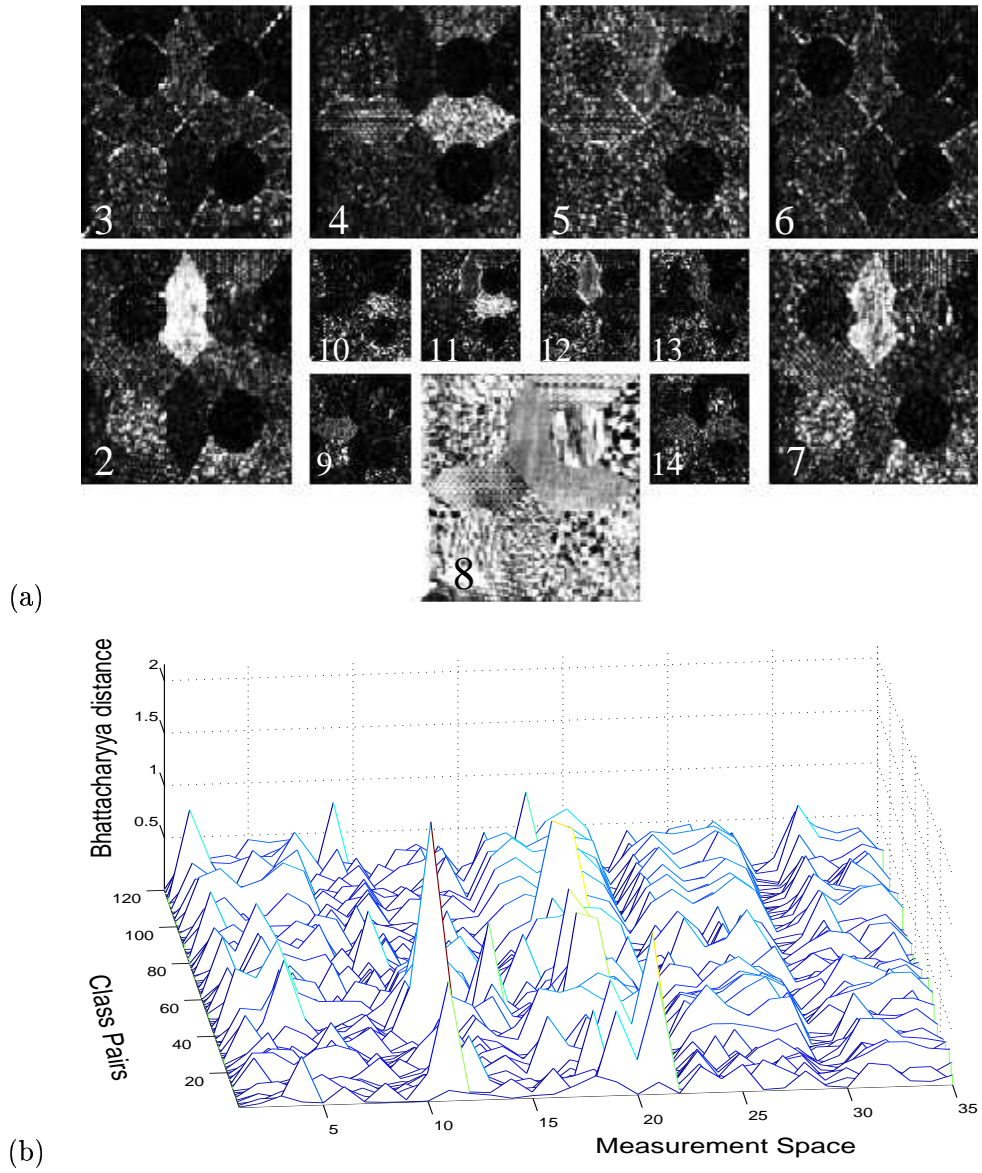 3 4 5 6
10 11 12 13
2 9 14 7
8
(a)
Bhattacharyya distance
2
1.5
1
0.5
120
100
80
60
40
20
Class Pairs
5 10 15 20 25 30 35
Measurement Space
(b)